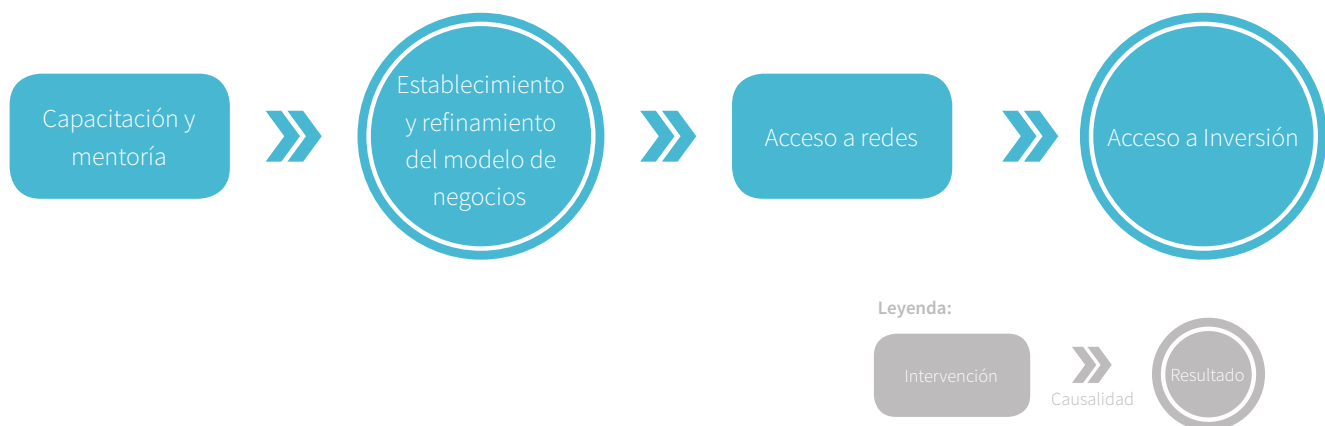 Capacitación y
mentoría
Establecimiento
y refinamiento
del modelo de
negocios
Acceso a redes
Acceso a Inversión
Leyenda:
Intervención
Causalidad
Resultado